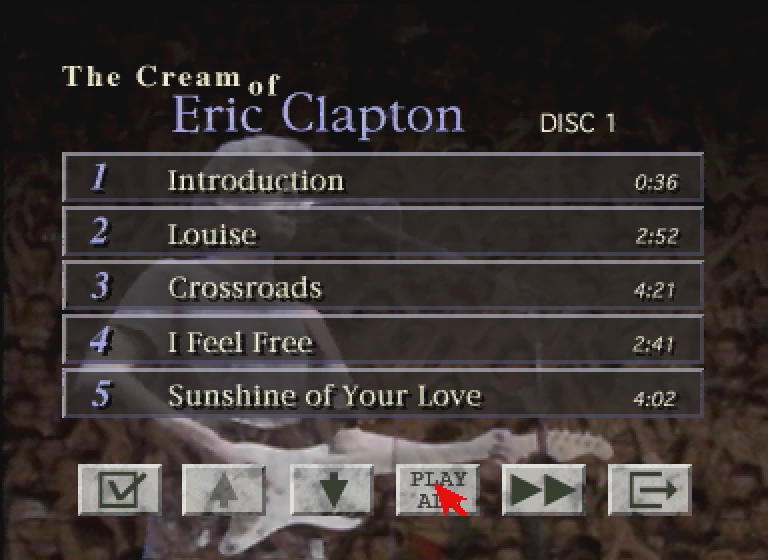 The Cream of
Eric Clapton
DISC 1
1 Introduction 0:36
2 Louise 2:52
3 Crossroads 4:21
4 I Feel Free 2:41
5 Sunshine of Your Love 4:02
PLAY